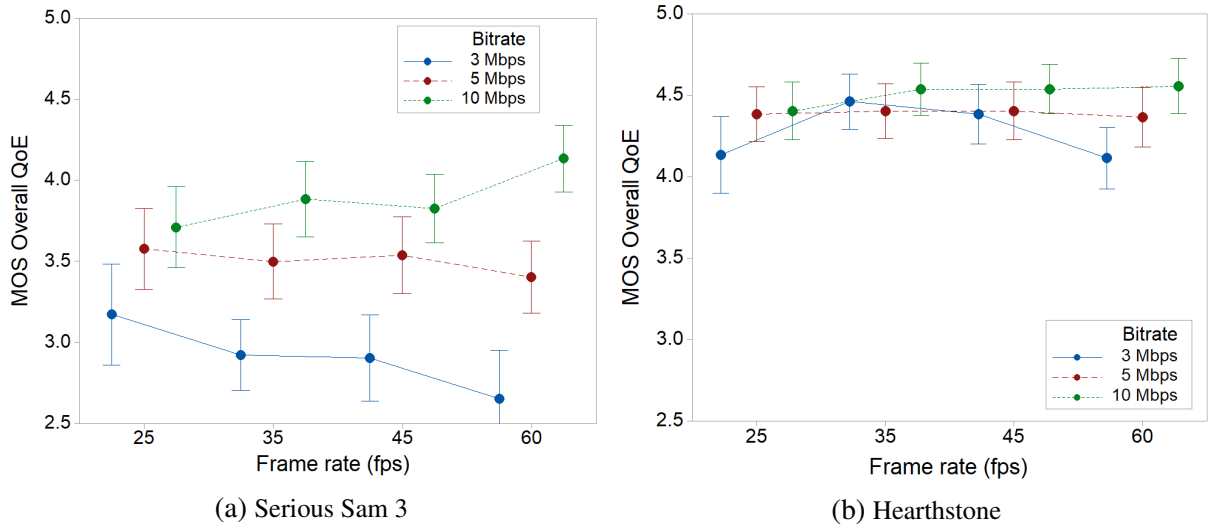 5.0
4.5
4.0
3.5
3.0
2.5
MOS Overall QoE
Bitrate
3 Mbps
5 Mbps
10 Mbps
25
35
45
60
Frame rate (fps)
(a) Serious Sam 3
5.0
4.5
4.0
3.5
3.0
2.5
MOS Overall QoE
Bitrate
3 Mbps
5 Mbps
10 Mbps
25
35
45
60
Frame rate (fps)
(b) Hearthstone